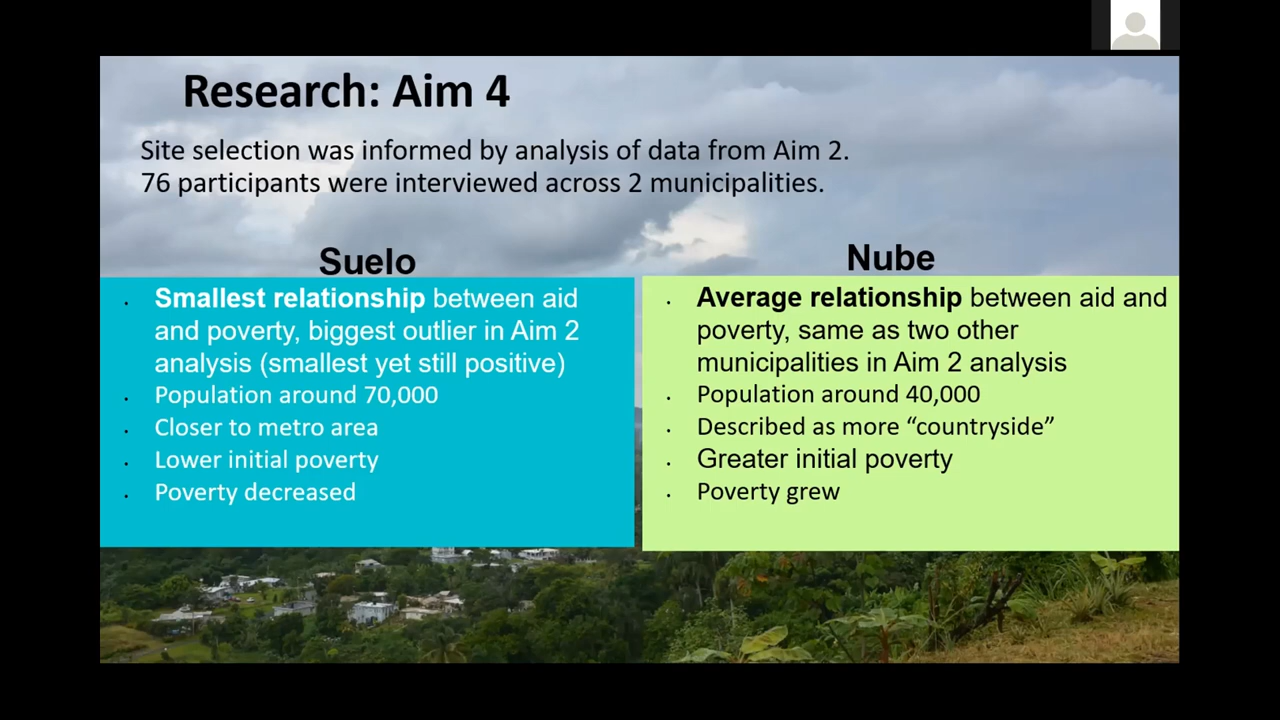 Research: Aim 4
Site selection was informed by analysis of data from Aim 2.
76 participants were interviewed across 2 municipalities.
Suelo
· Smallest relationship between aid
and poverty, biggest outlier in Aim 2
analysis (smallest yet still positive)
· Population around 70,000
· Closer to metro area
· Lower initial poverty
· Poverty decreased
Nube
· Average relationship between aid and
poverty, same as two other
municipalities in Aim 2 analysis
· Population around 40,000
· Described as more “countryside”
· Greater initial poverty
· Poverty grew